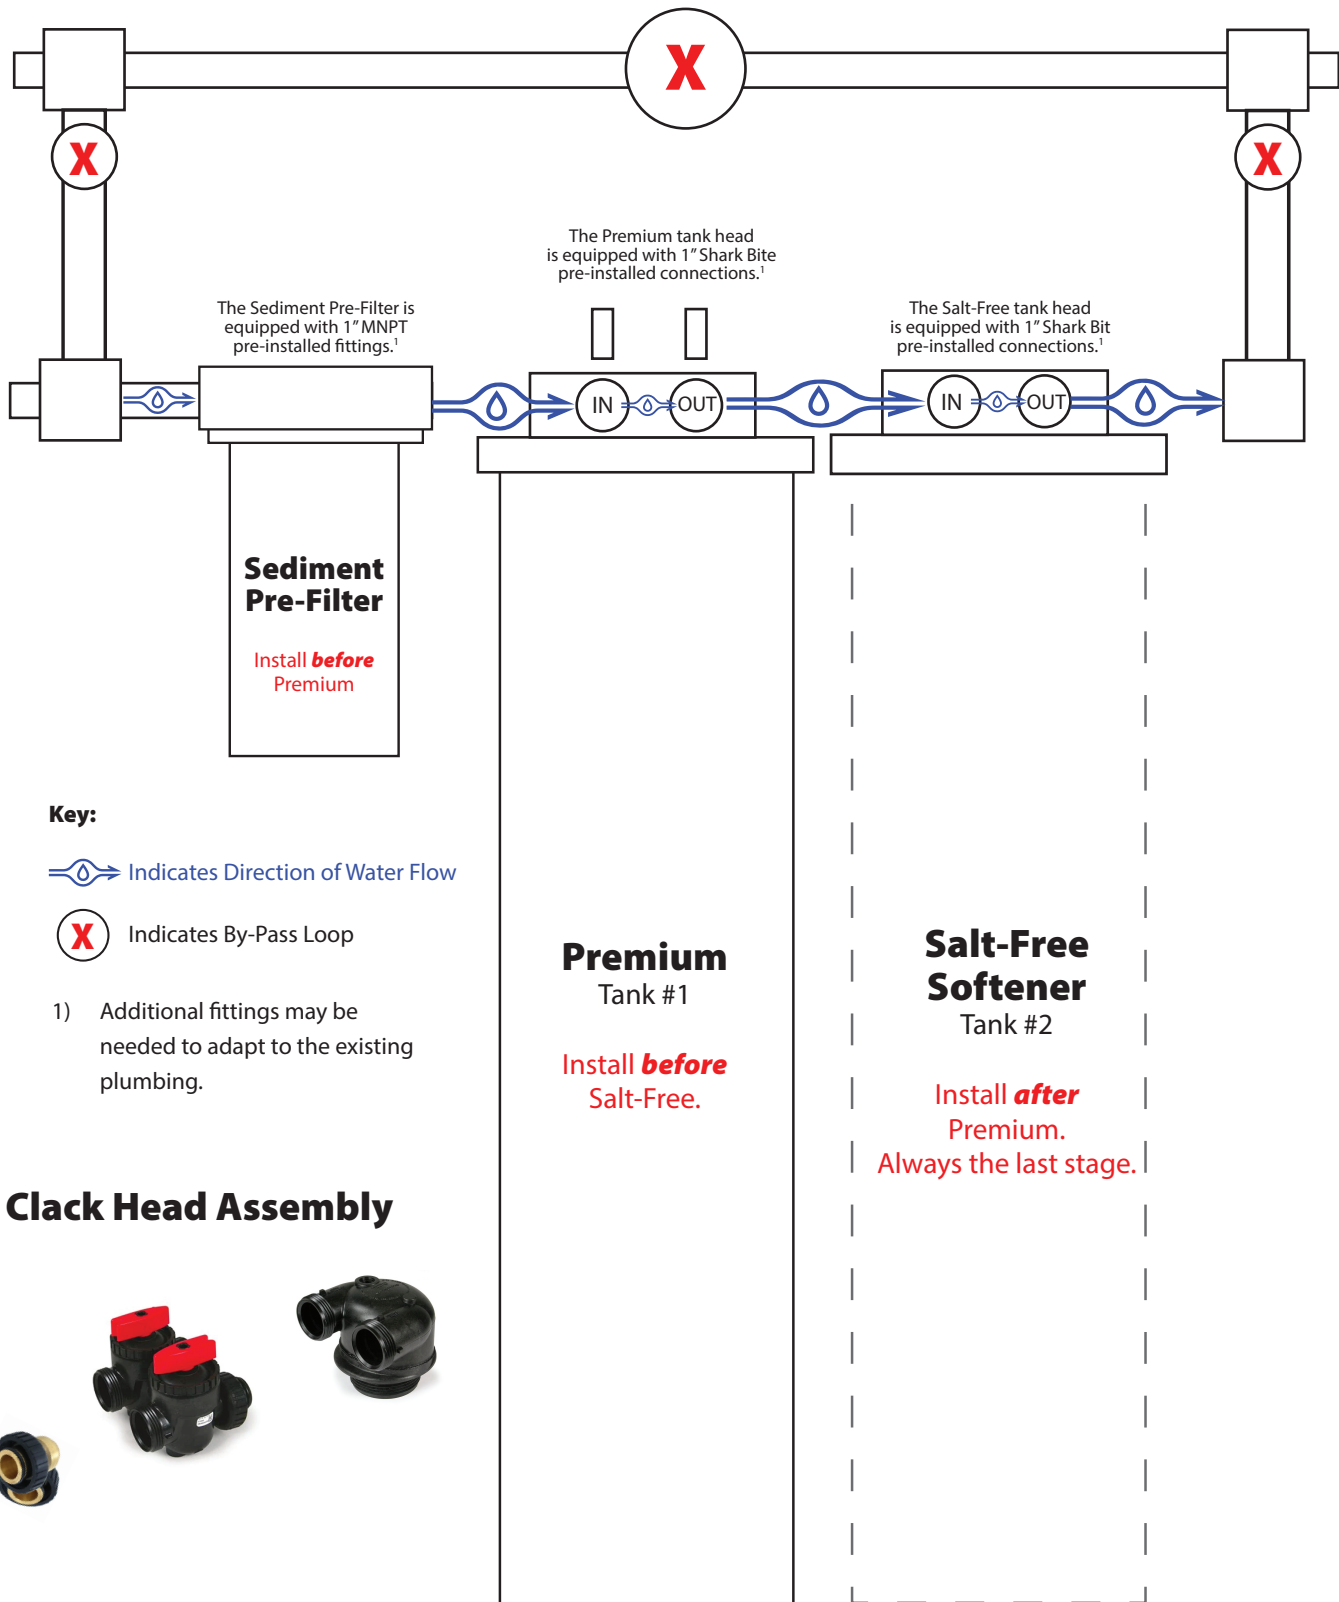 X
X
X
The Premium tank head
is equipped with 1" Shark Bite
pre-installed connections.¹
The Sediment Pre-Filter is
equipped with 1" MNPT
pre-installed fittings.¹
The Salt-Free tank head
is equipped with 1" Shark Bit
pre-installed connections.¹
IN
OUT
IN
OUT
Sediment
Pre-Filter
Install before
Premium
Key:
Indicates Direction of Water Flow
X
Indicates By-Pass Loop
1) Additional fittings may be
needed to adapt to the existing
plumbing.
Premium
Tank #1
Install before
Salt-Free.
Salt-Free
Softener
Tank #2
Install after
Premium.
Always the last stage.
Clack Head Assembly